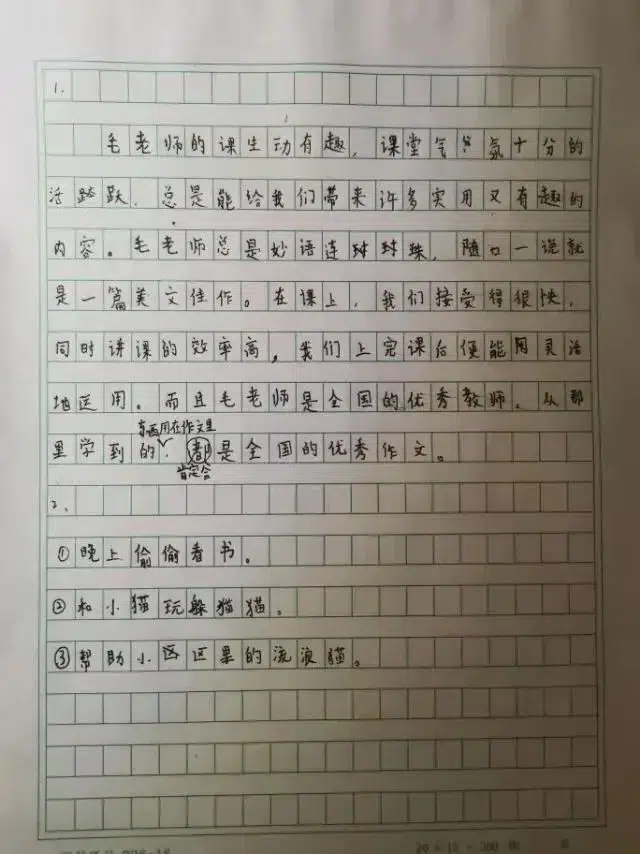 1.
毛老师的课生动有趣，课堂气氛十分的
活踏跃，总是能给我们带来许多实用又有趣的
内容。毛老师总是妙语连珠，随口一说就
是一篇美文佳作。在课上，我们接受得很快，
同时讲课的效率高，我们上完课后便能用灵活
地运用。而且毛老师是全国的优秀教师，从那
东西用在作文里
里学到的，都是全国的优秀作文。
肯定会
2、
①晚上偷偷看书。
②和小猫玩躲猫猫。
③帮助小区区里的流浪猫。